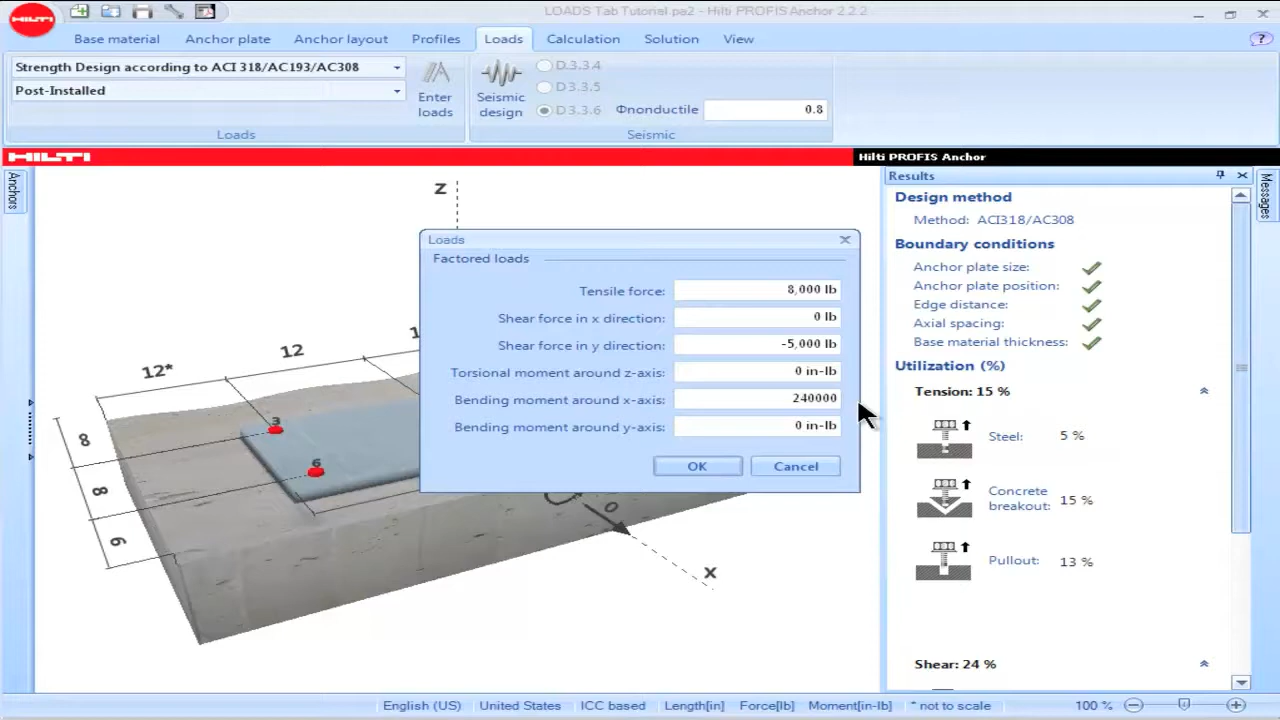 HILTI
LOADS Tab Tutorial pa2 - Hilti PROFIS Anchor 2.2.2
Base material
Anchor plate
Anchor layout
Profiles
Loads
Calculation
Solution
View
?
Strength Design according to ACI 318/AC193/AC308
Post-Installed
Enter
loads
Loads
Seismic
design
D.3.3.4
D.3.3.5
D.3.3.6
Φnonductile
0.8
Seismic
HILTI
Hilti PROFIS Anchor
Anchors
Z
12*
12
1
8
8
6
3
6
0
X
Loads
Factored loads
Tensile force: 8,000 lb
Shear force in x direction: 0 lb
Shear force in y direction: -5,000 lb
Torsional moment around z-axis: 0 in-lb
Bending moment around x-axis: 240000
Bending moment around y-axis: 0 in-lb
OK
Cancel
Results
Design method
Method: ACI318/AC308
Boundary conditions
Anchor plate size:
Anchor plate position:
Edge distance:
Axial spacing:
Base material thickness:
Utilization (%)
Tension: 15 %
Steel: 5 %
Concrete
breakout: 15 %
Pullout: 13 %
Shear: 24 %
Messages
English (US)
United States
ICC based
Length[in]
Force[lb]
Moment[in-lb]
* not to scale
100 %